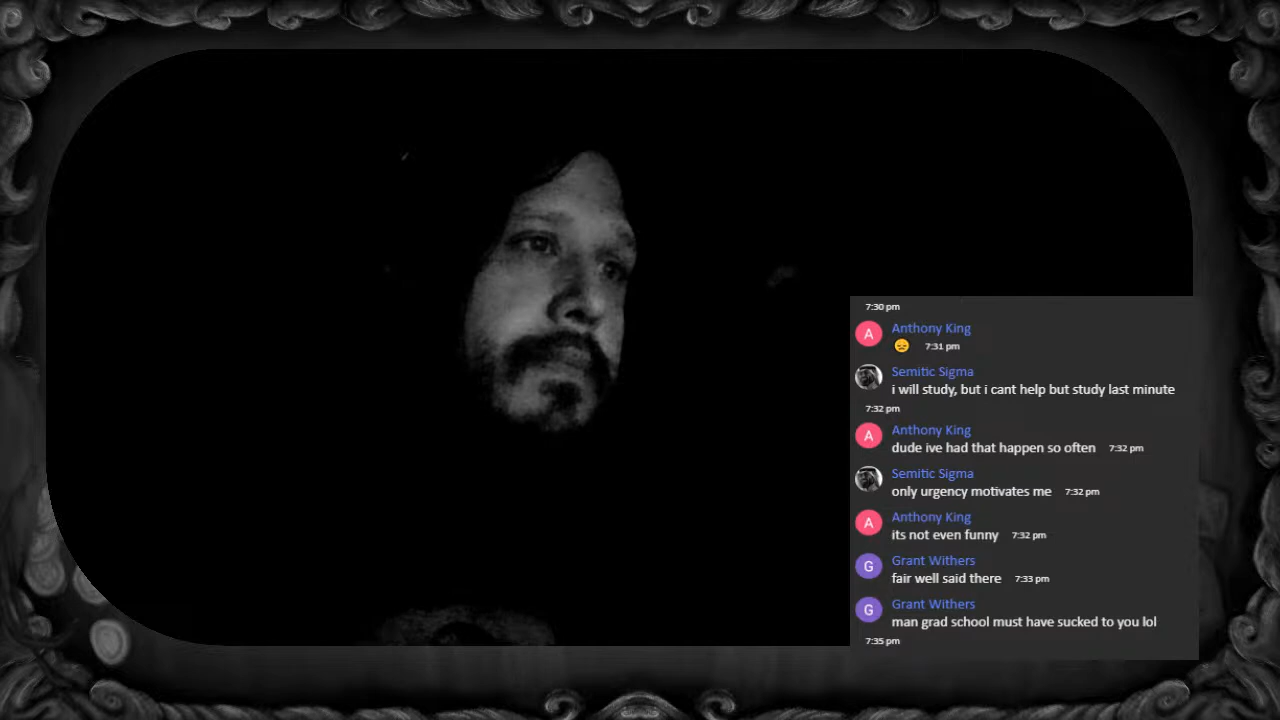 7:30 pm
Anthony King
😔 7:31 pm
Semitic Sigma
i will study, but i cant help but study last minute
7:32 pm
Anthony King
dude ive had that happen so often 7:32 pm
Semitic Sigma
only urgency motivates me 7:32 pm
A Anthony King
its not even funny 7:32 pm
G Grant Withers
fair well said there 7:33 pm
G Grant Withers
man grad school must have sucked to you lol
7:35 pm